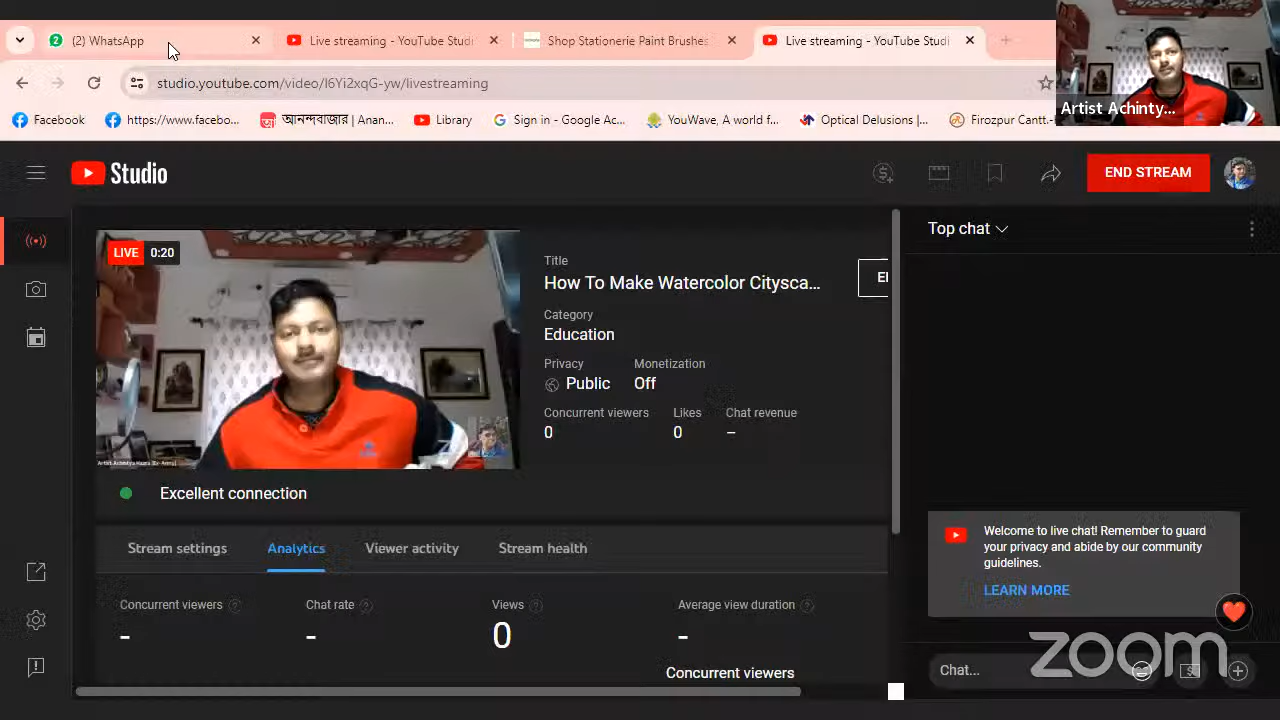 (2) WhatsApp
Live streaming - YouTube Stud
Shop Stationerie Paint Brushes
Live streaming - YouTube Studi
studio.youtube.com/video/I6Yi2xqG-yw/livestreaming
Artist Achinty...
Facebook
https://www.facebo...
আনন্দবাজার | Anan...
Library
Sign in - Google Ac...
YouWave, A world f...
Optical Delusions |...
Firozpur Cantt.-
Studio
END STREAM
LIVE 0:20
Title
How To Make Watercolor Cityscа...
Category
Education
Privacy Monetization
Public Off
Concurrent viewers Likes Chat revenue
0 0 –
Excellent connection
Stream settings Analytics Viewer activity Stream health
Concurrent viewers Chat rate Views Average view duration
- - 0 -
Concurrent viewers
Top chat
Welcome to live chat! Remember to guard
your privacy and abide by our community
guidelines.
LEARN MORE
Chat...
zoom